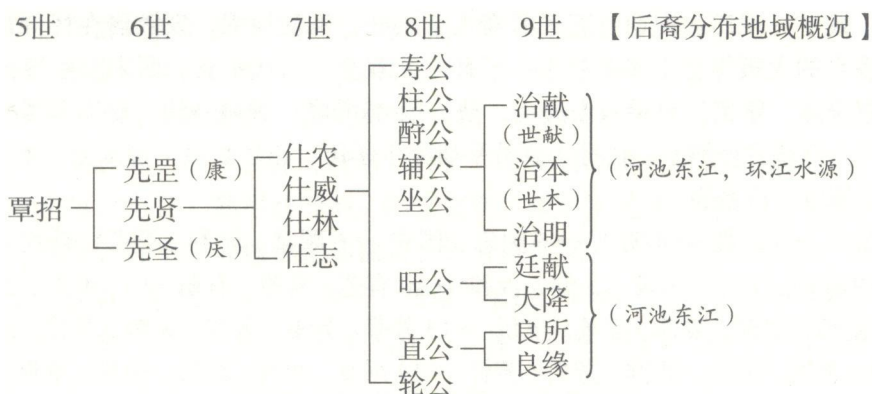 5世 6世 7世 8世 9世 【后裔分布地域概况】
寿公
柱公 治献
酹公 (世献)
先罡(康) 仕农 辅公 治本 (河池东江,环江水源)
覃招 先贤 仕威 坐公 (世本)
先圣(庆) 仕林 治明
仕志 廷献
旺公 大降 (河池东江)
直公 良所
良缘
轮公